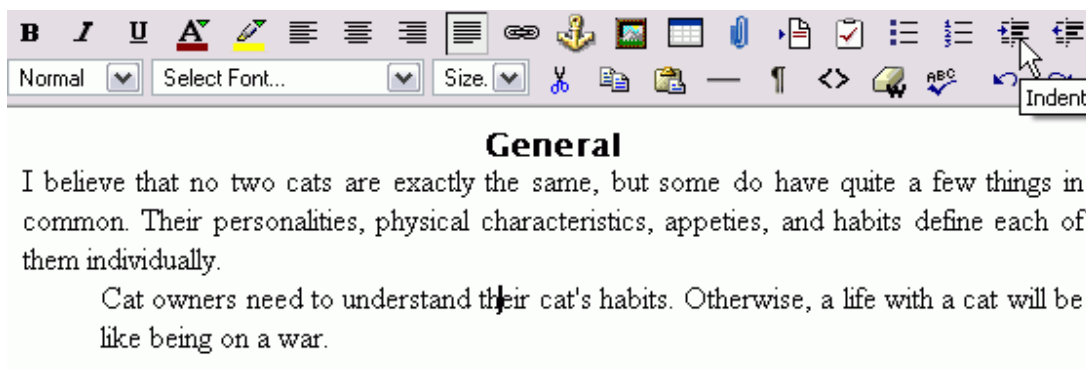 B I U A
Normal Select Font... Size. ABC
Indent
General
I believe that no two cats are exactly the same, but some do have quite a few things in
common. Their personalities, physical characteristics, appeties, and habits define each of
them individually.
Cat owners need to understand their cat's habits. Otherwise, a life with a cat will be
like being on a war.